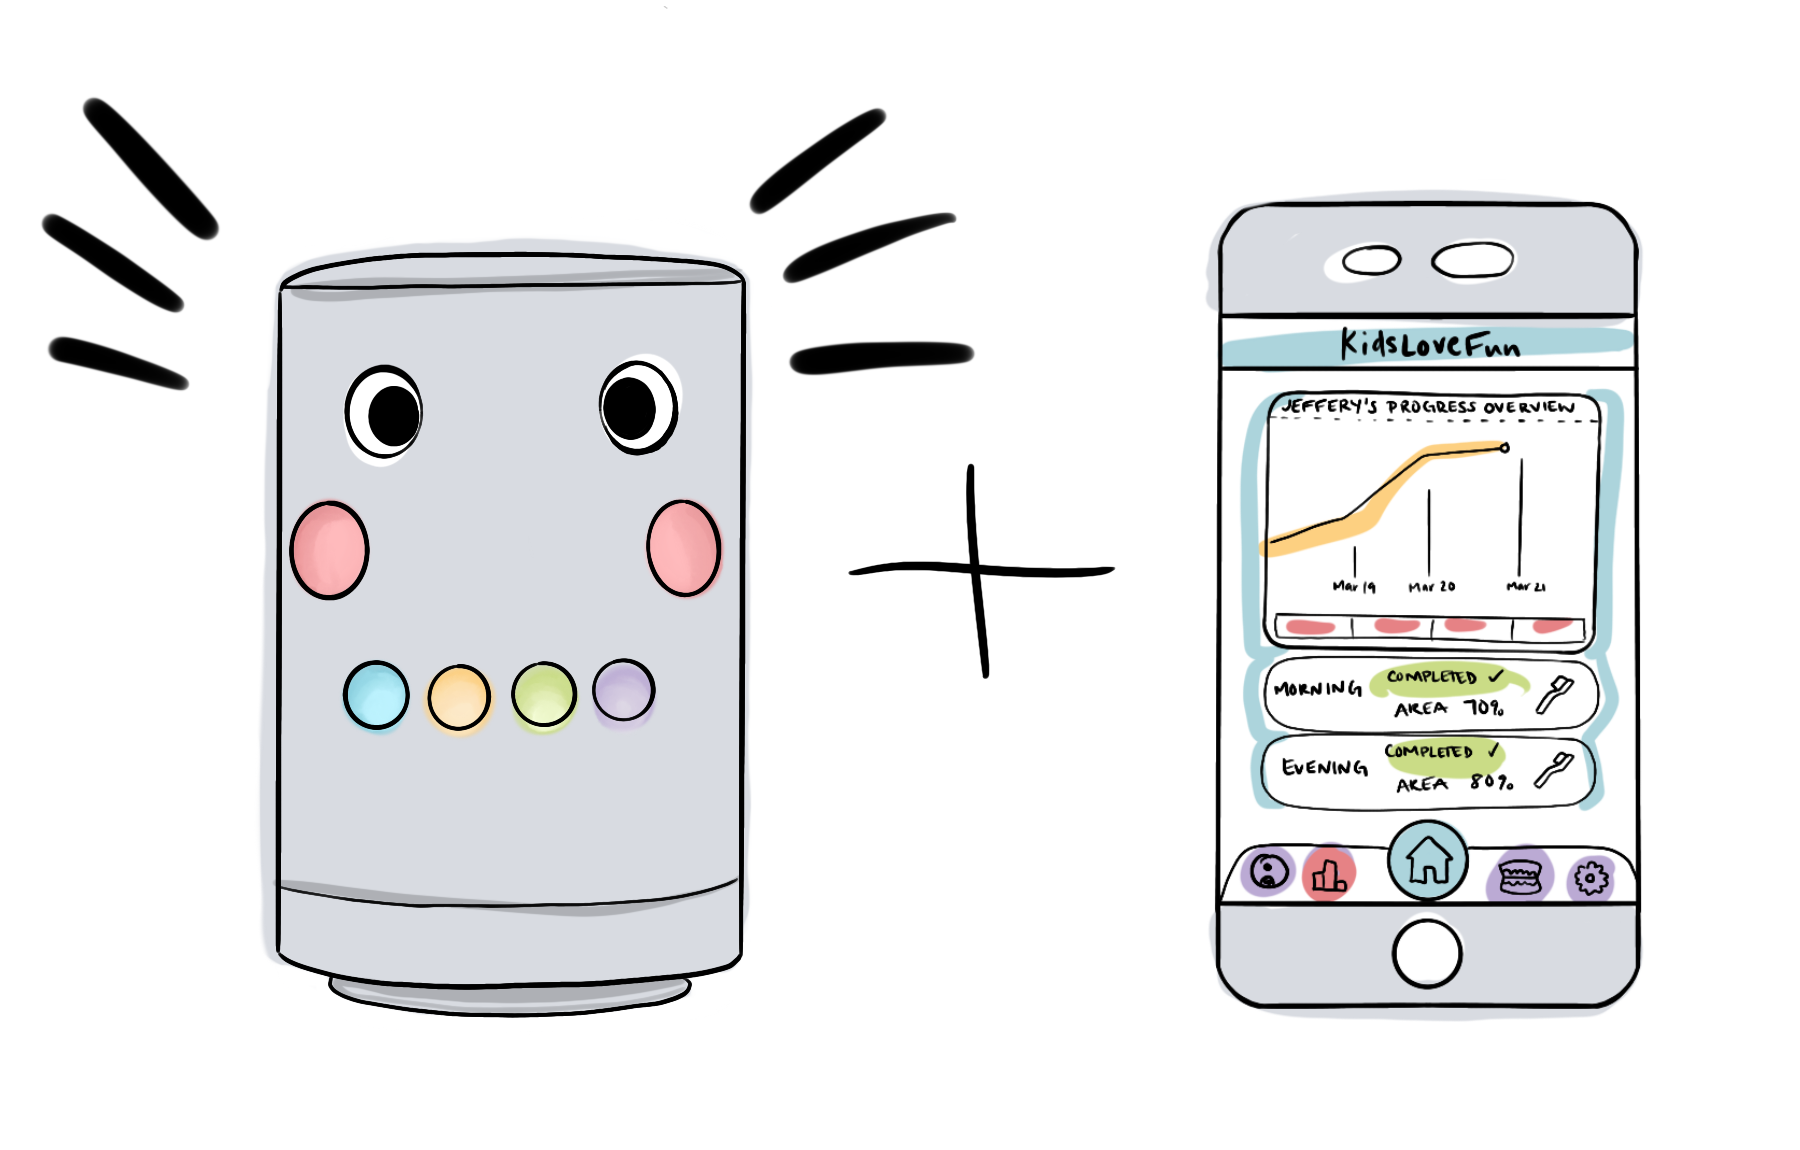 KidsLoveFun
JEFFERY'S PROGRESS OVERVIEW
Mar 19 Mar 20 Mar 21
MORNING COMPLETED ✓
AREA 70%
EVENING COMPLETED ✓
AREA 80%